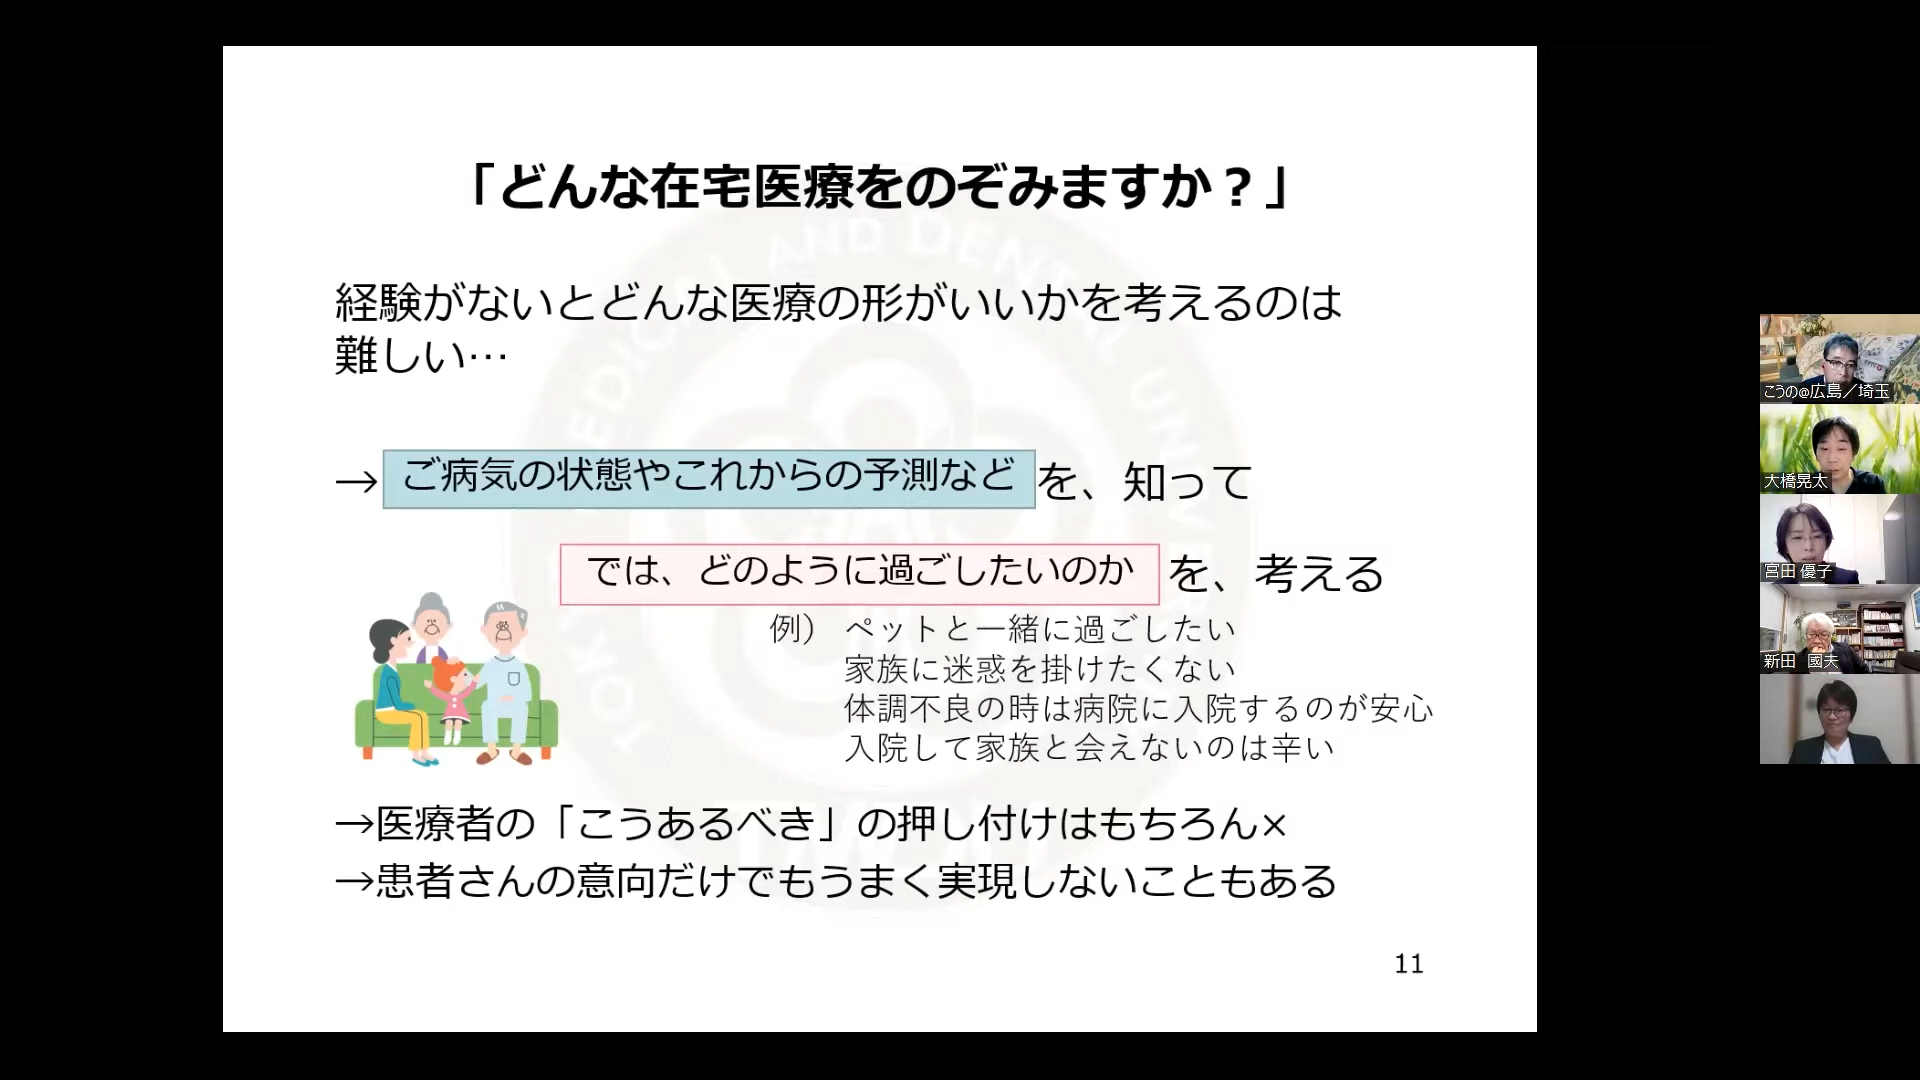 「どんな在宅医療をのぞみますか？」
経験がないとどんな医療の形がいいかを考えるのは
難しい…
→ご病気の状態やこれからの予測などを、知って
では、どのように過ごしたいのかを、考える
例） ペットと一緒に過ごしたい
家族に迷惑を掛けたくない
体調不良の時は病院に入院するのが安心
入院して家族と会えないのは辛い
→医療者の「こうあるべき」の押し付けはもちろん×
→患者さんの意向だけでもうまく実現しないこともある
11
こうの@広島／埼玉
大橋晃太
宮田 優子
新田 國夫